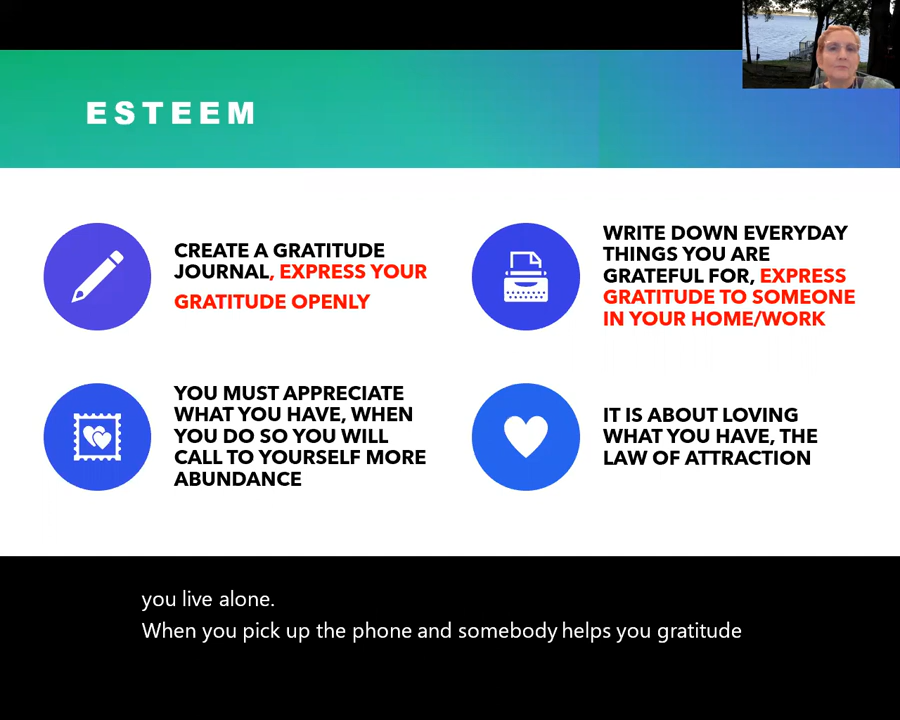 ESTEEM
CREATE A GRATITUDE
JOURNAL, EXPRESS YOUR
GRATITUDE OPENLY
WRITE DOWN EVERYDAY
THINGS YOU ARE
GRATEFUL FOR, EXPRESS
GRATITUDE TO SOMEONE
IN YOUR HOME/WORK
YOU MUST APPRECIATE
WHAT YOU HAVE, WHEN
YOU DO SO YOU WILL
CALL TO YOURSELF MORE
ABUNDANCE
IT IS ABOUT LOVING
WHAT YOU HAVE, THE
LAW OF ATTRACTION
you live alone.
When you pick up the phone and somebody helps you gratitude